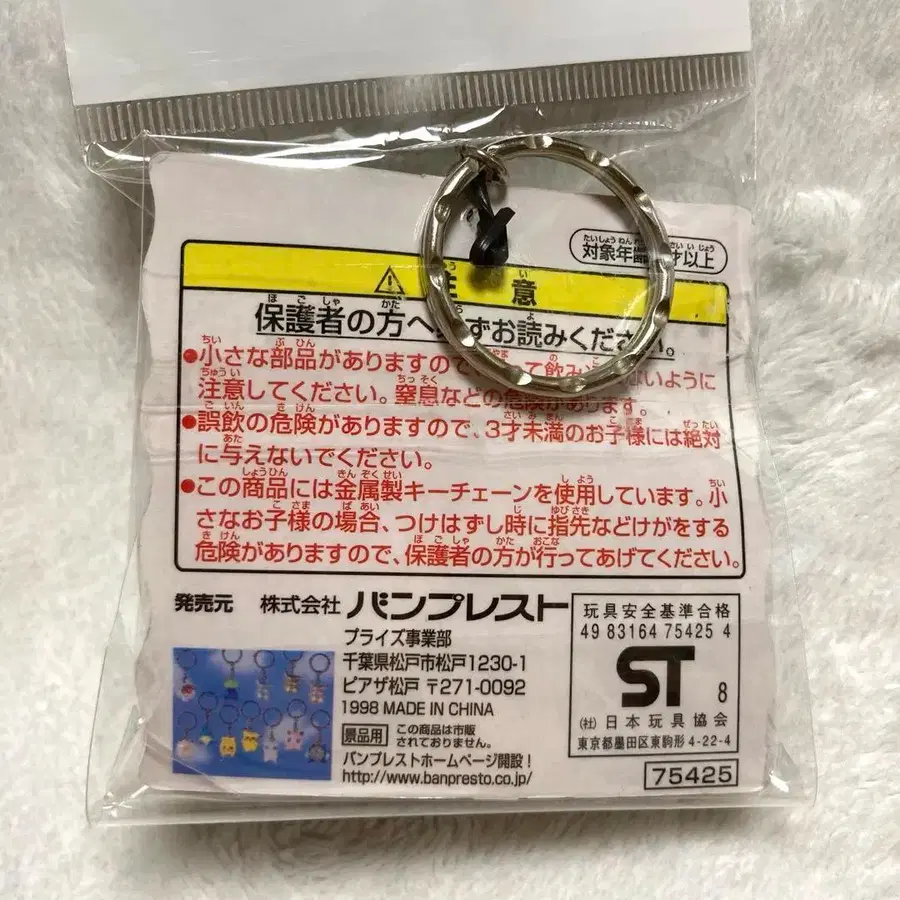 対象年齢 才以上
注意
保護者の方へ ずお読みください。
●小さな部品がありますので、 って飲み ないように
注意してください。窒息などの危険があります。
●誤飲の危険がありますので、3才未満のお子様には絶対
に与えないでください。
●この商品には金属製キーチェーンを使用しています。小
さなお子様の場合、つけはずし時に指先などけがをする
危険がありますので、保護者の方が行ってあげてください。
発売元 株式会社 バンプレスト
プライズ事業部
千葉県松戸市松戸1230-1
ピアザ松戸 〒271-0092
1998 MADE IN CHINA
景品用 この商品は市販
されておりません。
バンプレストホームページ開設!
http://www.banpresto.co.jp/
玩具安全基準合格
49 83164 75425 4
ST 8
(社) 日本玩具協会
東京都墨田区東駒形4-22-4
75425